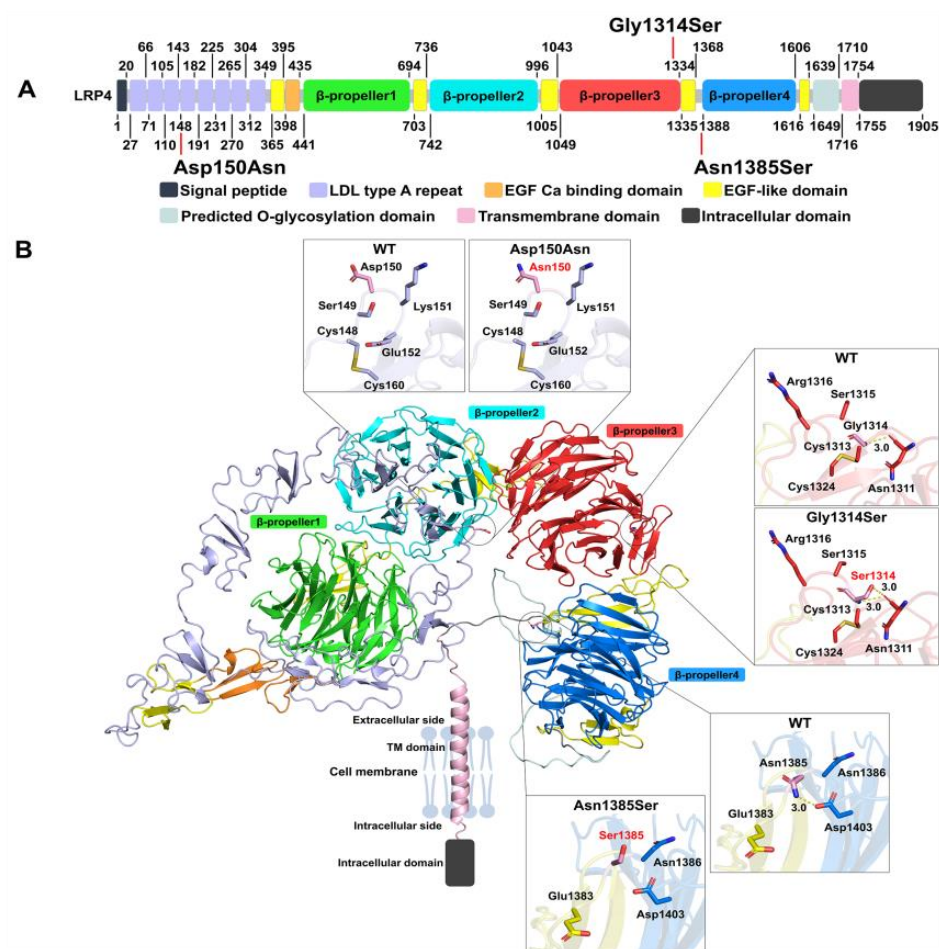 Gly1314Ser
66 143 225 304 395 736 1043 1368 1606 1710
20 105 182 265 349 435 694 996 1334 1639 1754
A
LRP4
β-propeller1
β-propeller2
β-propeller3
β-propeller4
1 71 148 231 312 398 703 1005 1335 1388 1649 1755 1905
27 110 191 270 365 441 742 1049 1616 1716
Asp150Asn
Asn1385Ser
Signal peptide
LDL type A repeat
EGF Ca binding domain
EGF-like domain
Predicted O-glycosylation domain
Transmembrane domain
Intracellular domain
B
WT
Asp150
Ser149
Lys151
Cys148
Glu152
Cys160
Asp150Asn
Asn150
Ser149
Lys151
Cys148
Glu152
Cys160
β-propeller2
β-propeller3
β-propeller1
β-propeller4
WT
Arg1316
Ser1315
Gly1314
Cys1313
3.0
Cys1324
Asn1311
Gly1314Ser
Arg1316
Ser1315
Ser1314
3.0
Cys1313
3.0
Cys1324
Asn1311
Extracellular side
TM domain
Cell membrane
Intracellular side
Intracellular domain
WT
Asn1385
Asn1386
3.0
Glu1383
Asp1403
Asn1385Ser
Ser1385
Asn1386
Glu1383
Asp1403